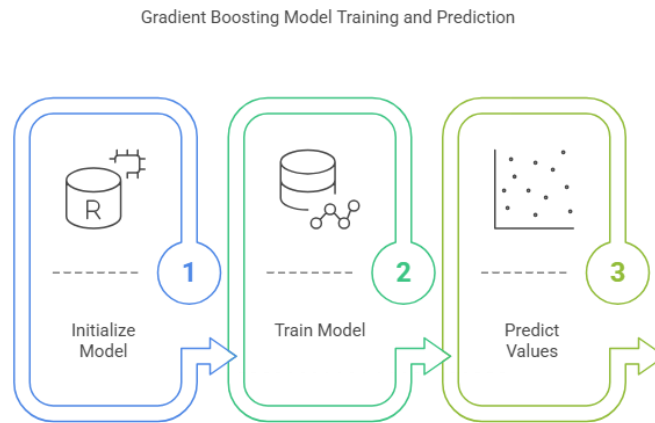 Gradient Boosting Model Training and Prediction
R
1
2
3
Initialize
Model
Train Model
Predict
Values